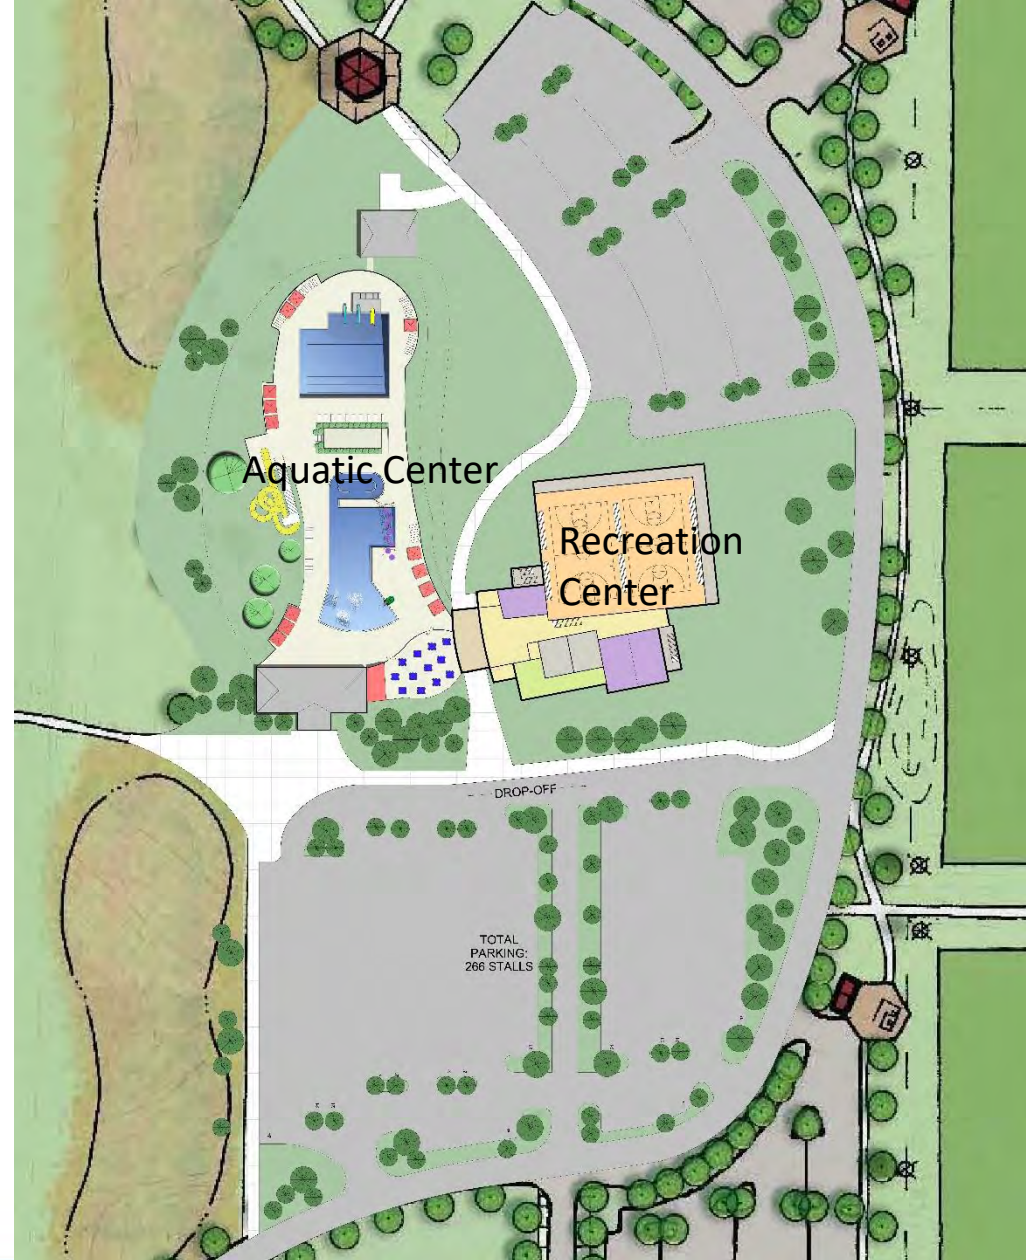 Aquatic Center
Recreation
Center
DROP-OFF
TOTAL
PARKING:
266 STALLS